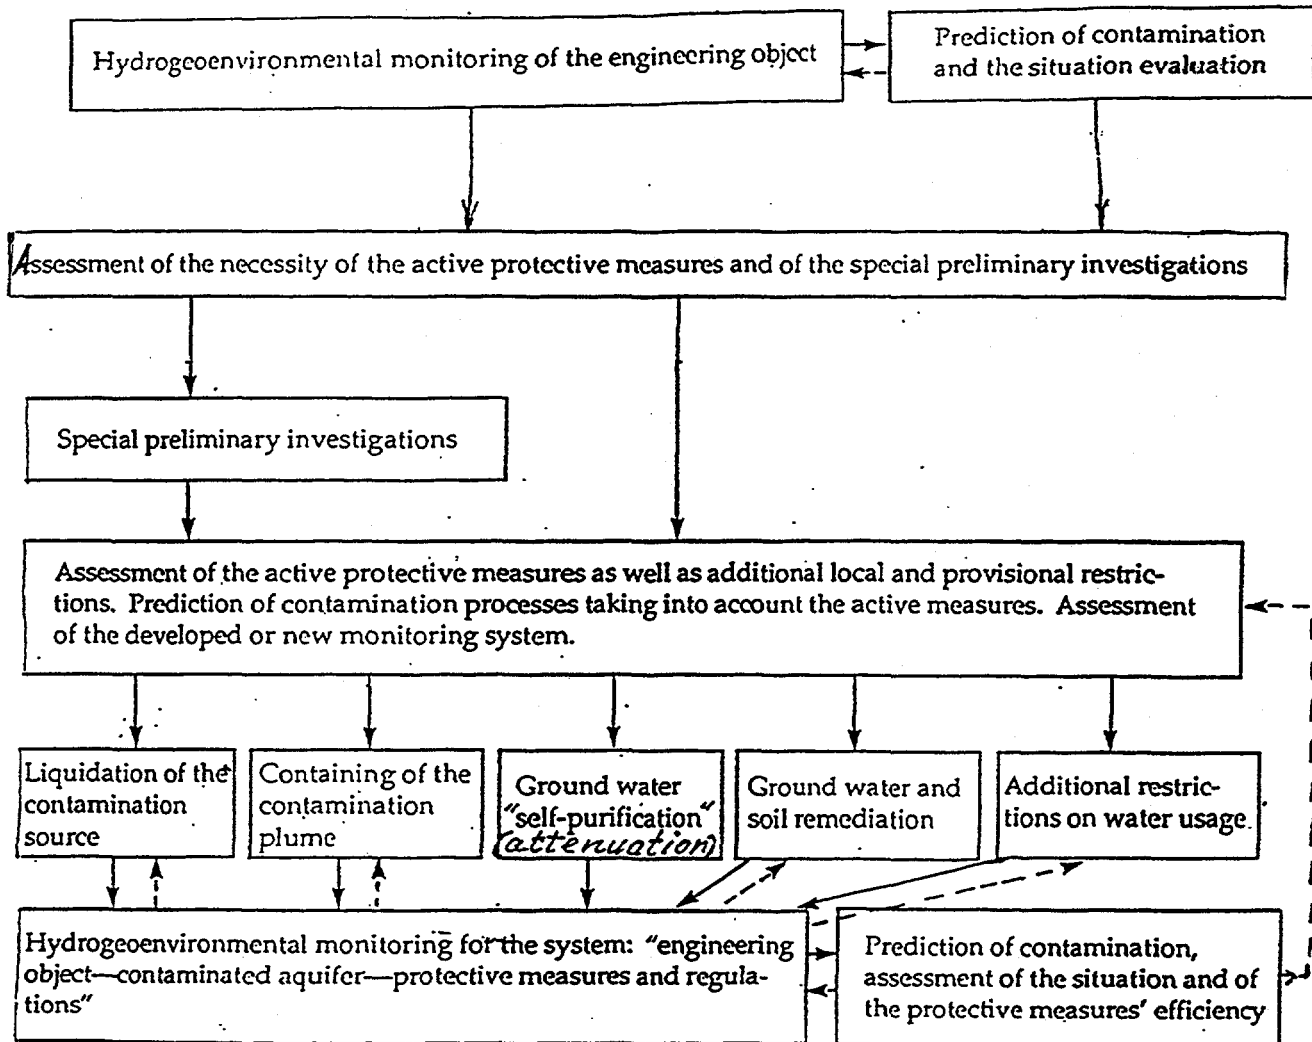 Hydrogeoenvironmental monitoring of the engineering object
Prediction of contamination
and the situation evaluation
Assessment of the necessity of the active protective measures and of the special preliminary investigations
Special preliminary investigations
Assessment of the active protective measures as well as additional local and provisional restric-
tions. Prediction of contamination processes taking into account the active measures. Assessment
of the developed or new monitoring system.
Liquidation of the
contamination
source
Containing of the
contamination
plume
Ground water
"self-purification"
(attenuation)
Ground water and
soil remediation
Additional restric-
tions on water usage.
Hydrogeoenvironmental monitoring for the system: "engineering
object—contaminated aquifer—protective measures and regula-
tions"
Prediction of contamination,
assessment of the situation and of
the protective measures' efficiency